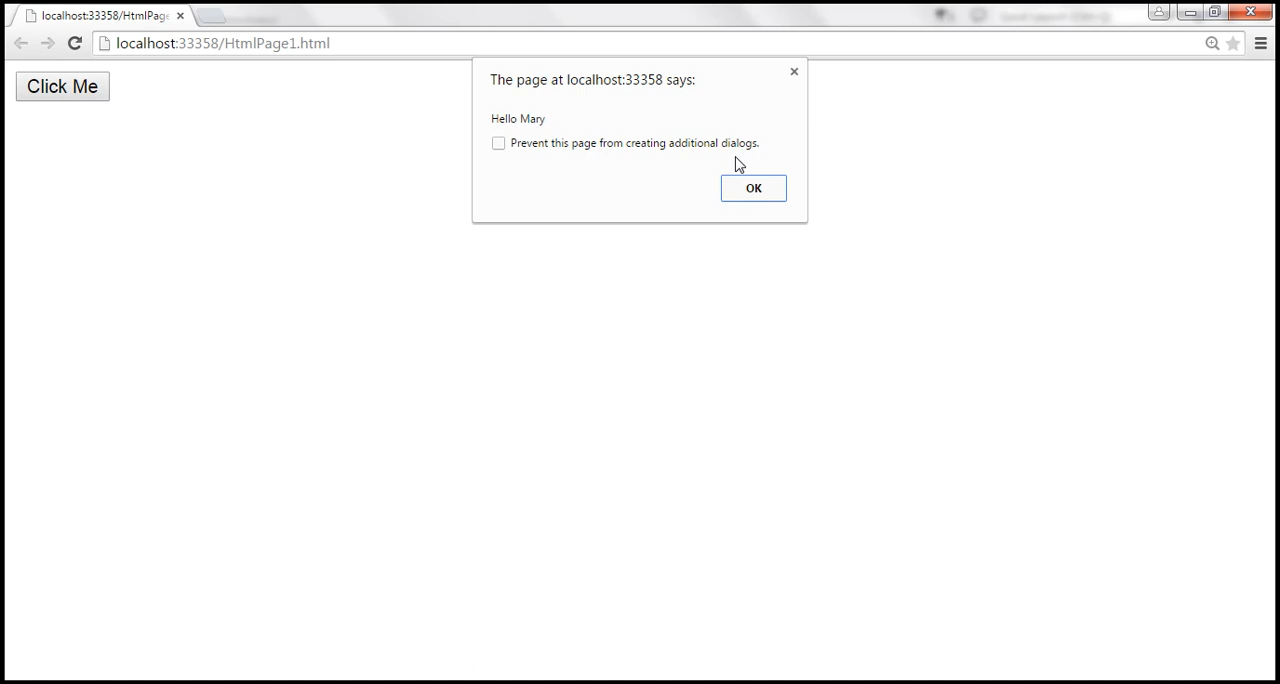 localhost:33358/HtmlPage
localhost:33358/HtmlPage1.html
Click Me
The page at localhost:33358 says:
Hello Mary
Prevent this page from creating additional dialogs.
OK